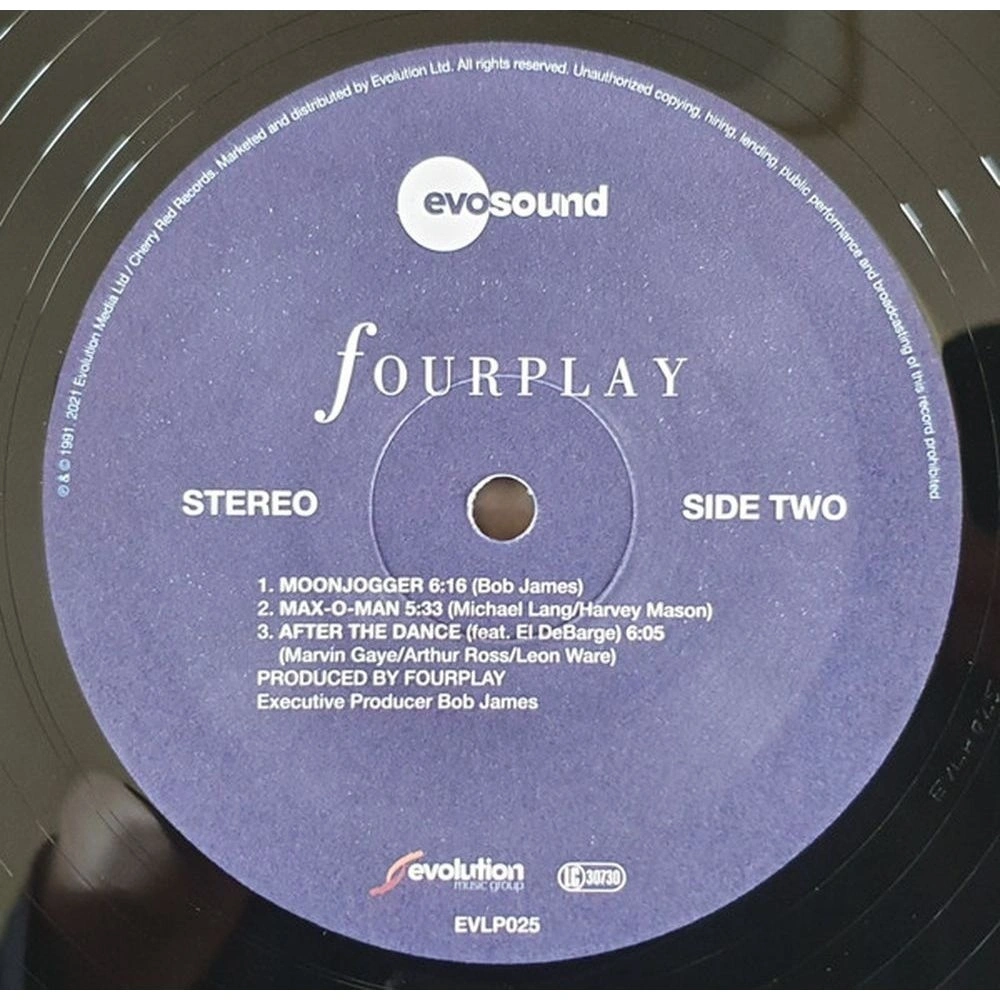 ℗ & © 1991, 2021 Evolution Media Ltd / Cherry Red Records. Marketed and distributed by Evolution Ltd. All rights reserved. Unauthorized copying, hiring, lending, public performance and broadcasting of this record prohibited
evosound
fOURPLAY
STEREO
SIDE TWO
1. MOONJOGGER 6:16 (Bob James)
2. MAX-O-MAN 5:33 (Michael Lang/Harvey Mason)
3. AFTER THE DANCE (feat. El DeBarge) 6:05
(Marvin Gaye/Arthur Ross/Leon Ware)
PRODUCED BY FOURPLAY
Executive Producer Bob James
evolution
music group
LC 30730
EVLP025